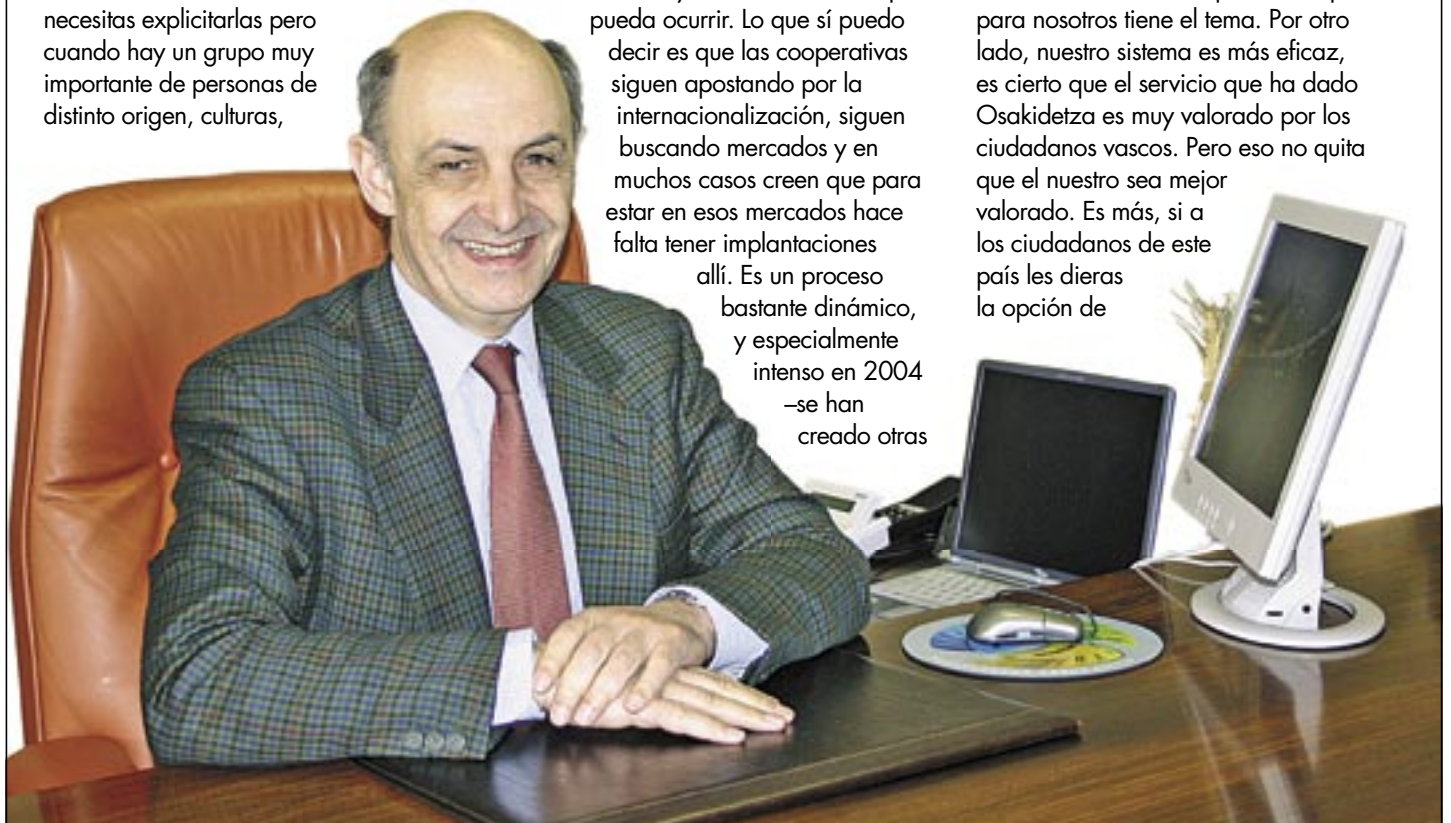 necesitas explicitarlas pero
cuando hay un grupo muy
importante de personas de
distinto origen, culturas,
pueda ocurrir. Lo que sí puedo
decir es que las cooperativas
siguen apostando por la
internacionalización, siguen
buscando mercados y en
muchos casos creen que para
estar en esos mercados hace
falta tener implantaciones
allí. Es un proceso
bastante dinámico,
y especialmente
intenso en 2004
–se han
creado otras
para nosotros tiene el tema. Por otro
lado, nuestro sistema es más eficaz,
es cierto que el servicio que ha dado
Osakidetza es muy valorado por los
ciudadanos vascos. Pero eso no quita
que el nuestro sea mejor
valorado. Es más, si a
los ciudadanos de este
país les dieras
la opción de